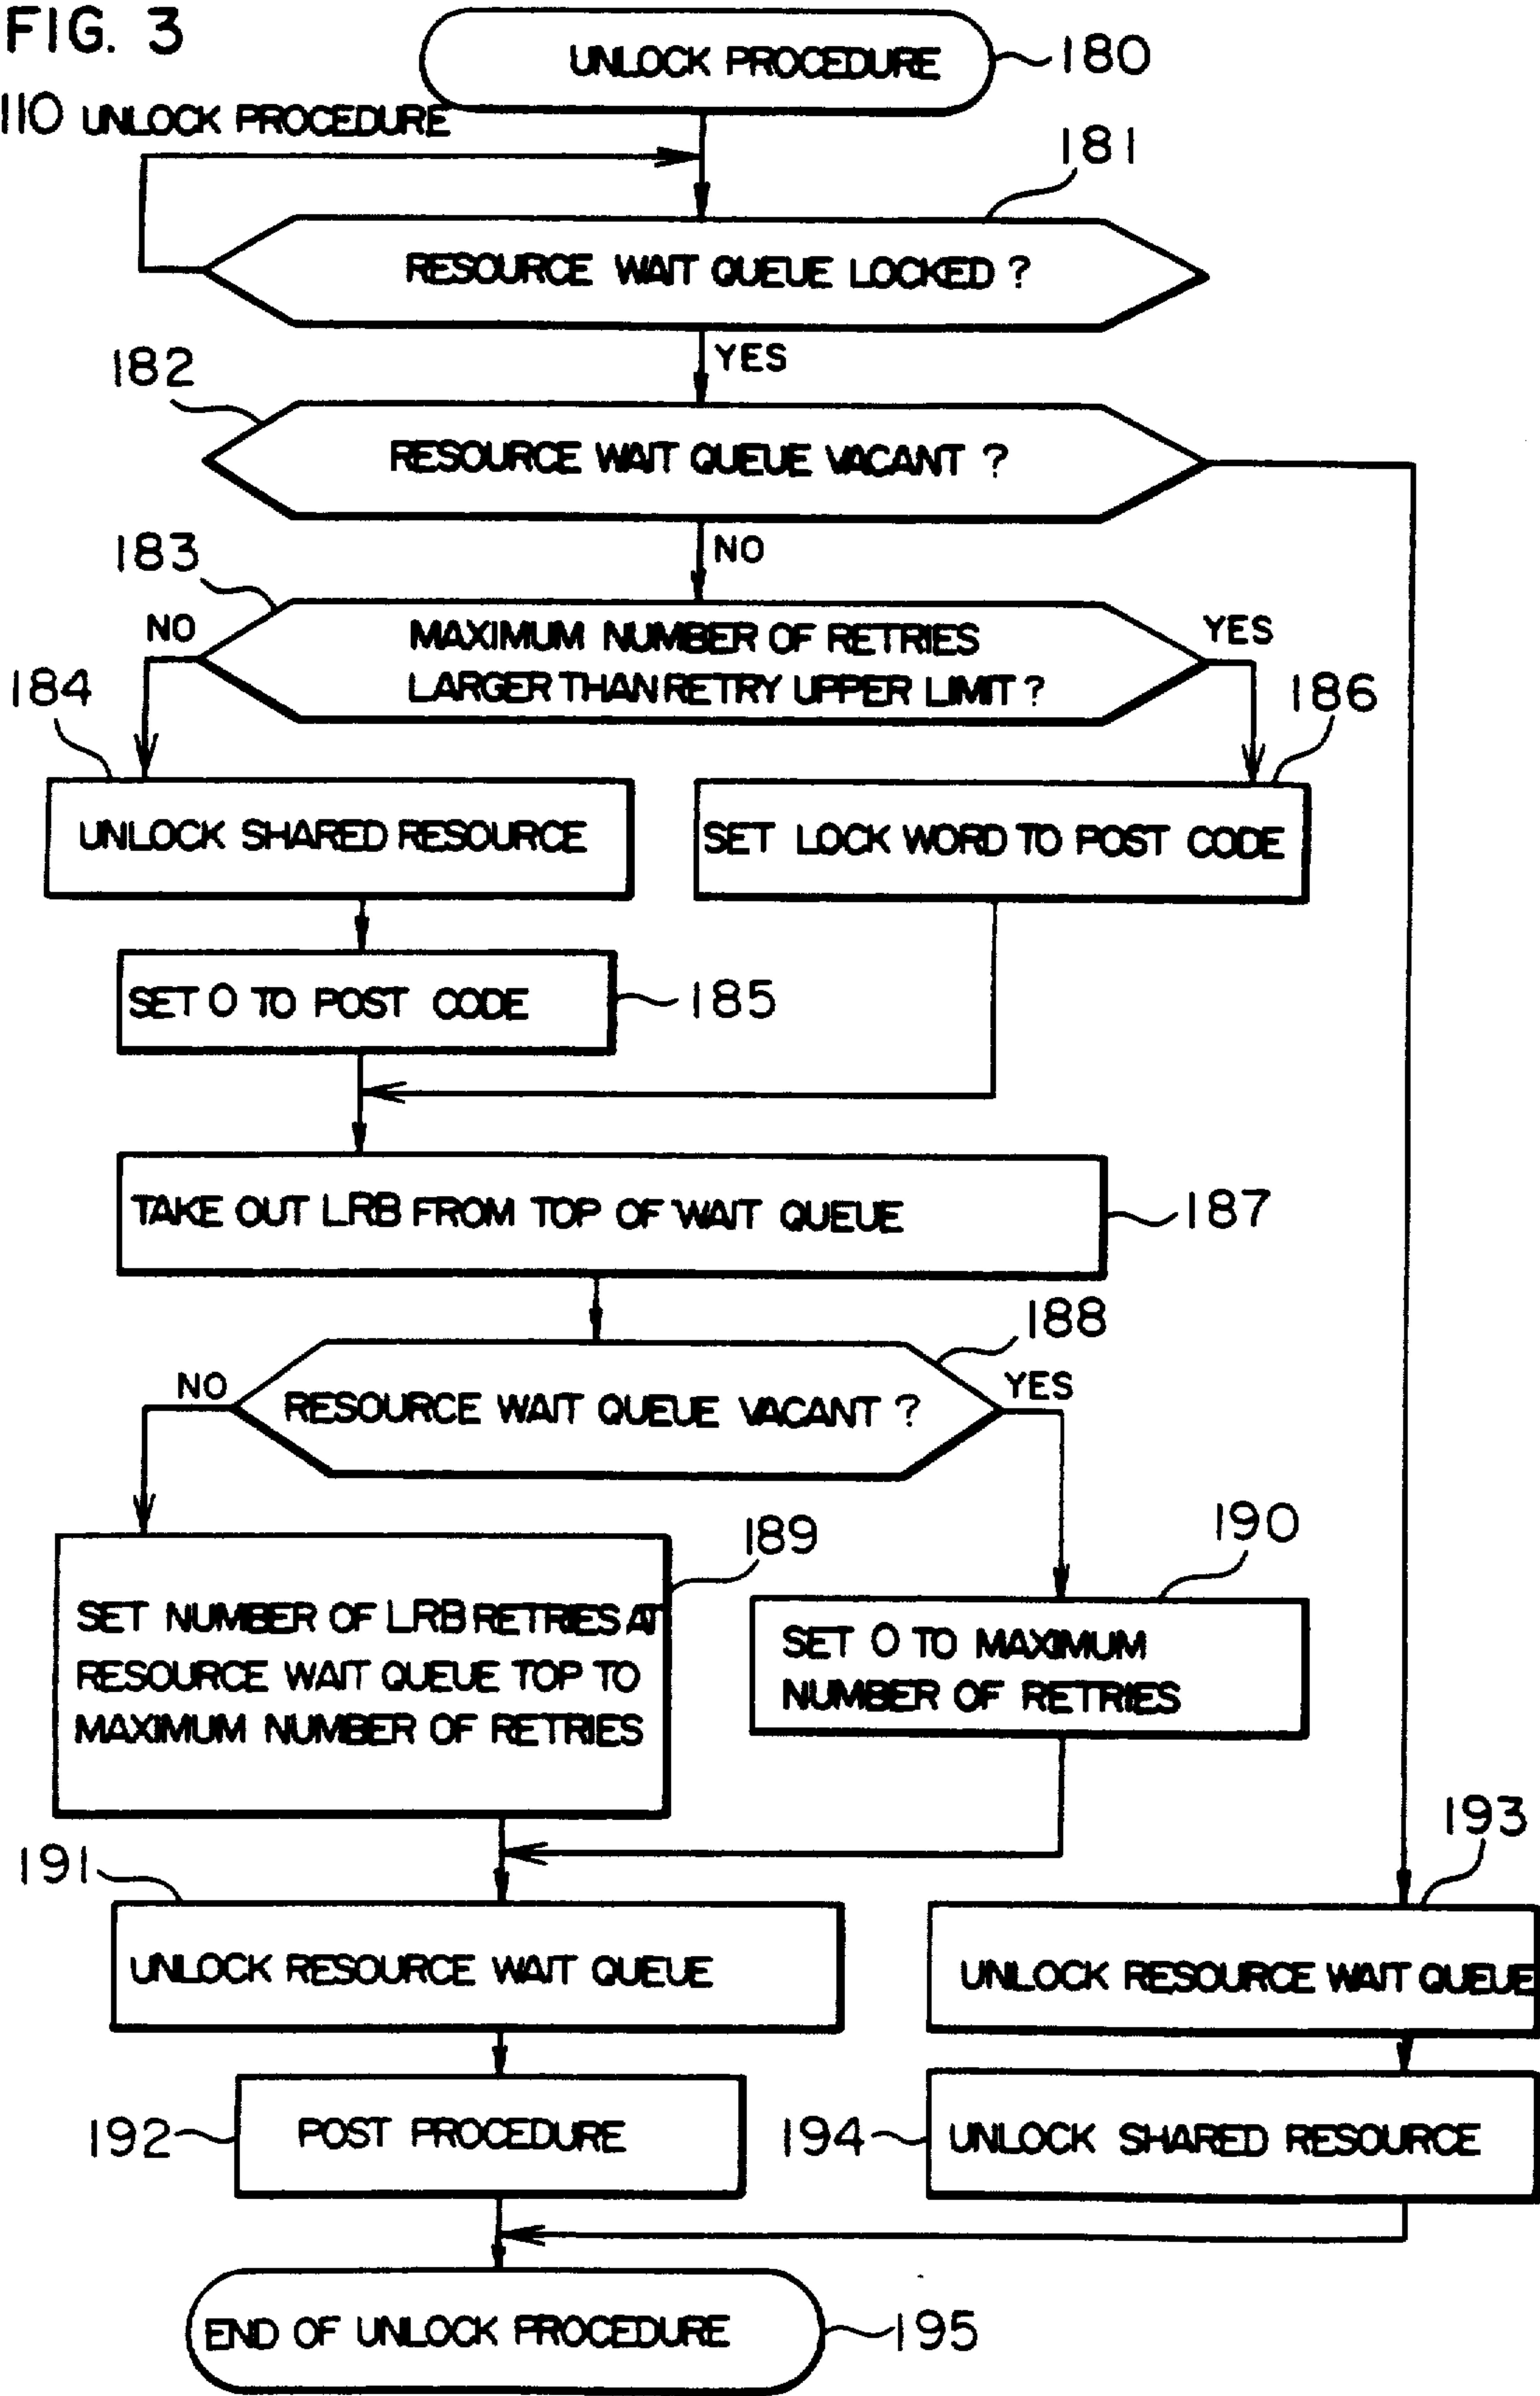 FIG. 3
UNLOCK PROCEDURE
180
110 UNLOCK PROCEDURE
181
RESOURCE WAIT QUEUE LOCKED ?
YES
182
RESOURCE WAIT QUEUE VACANT ?
NO
183
NO
MAXIMUM NUMBER OF RETRIES
LARGER THAN RETRY UPPER LIMIT ?
YES
184
186
UNLOCK SHARED RESOURCE
SET LOCK WORD TO POST CODE
SET 0 TO POST CODE
185
TAKE OUT LRB FROM TOP OF WAIT QUEUE
187
188
NO
RESOURCE WAIT QUEUE VACANT ?
YES
189
190
SET NUMBER OF LRB RETRIES AT
RESOURCE WAIT QUEUE TOP TO
MAXIMUM NUMBER OF RETRIES
SET 0 TO MAXIMUM
NUMBER OF RETRIES
191
193
UNLOCK RESOURCE WAIT QUEUE
UNLOCK RESOURCE WAIT QUEUE
192
POST PROCEDURE
194
UNLOCK SHARED RESOURCE
END OF UNLOCK PROCEDURE
195